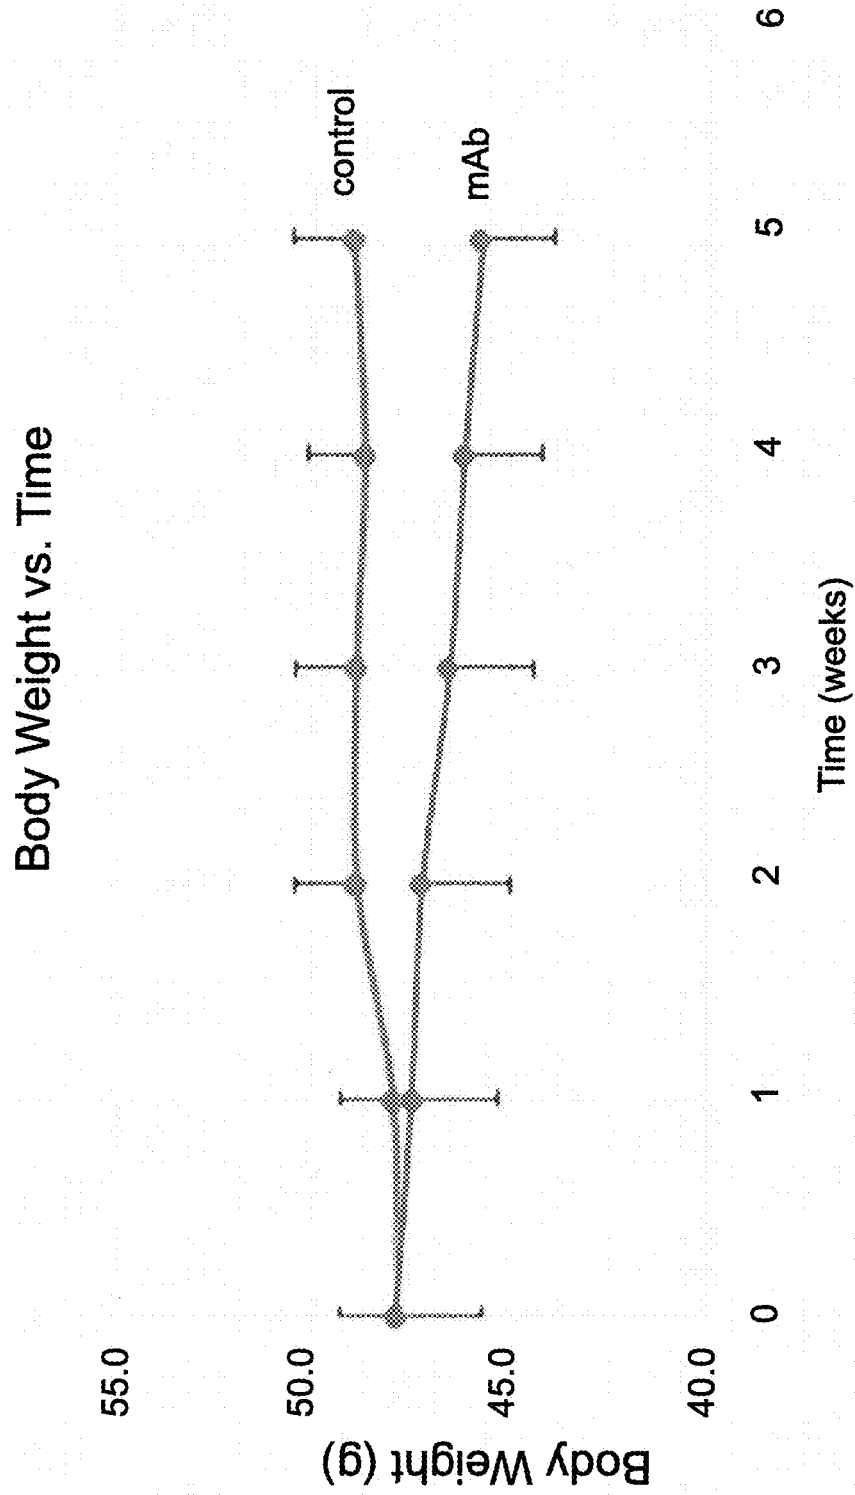 Body Weight vs. Time
55.0
50.0
45.0
40.0
Body Weight (g)
control
mAb
0 1 2 3 4 5 6
Time (weeks)